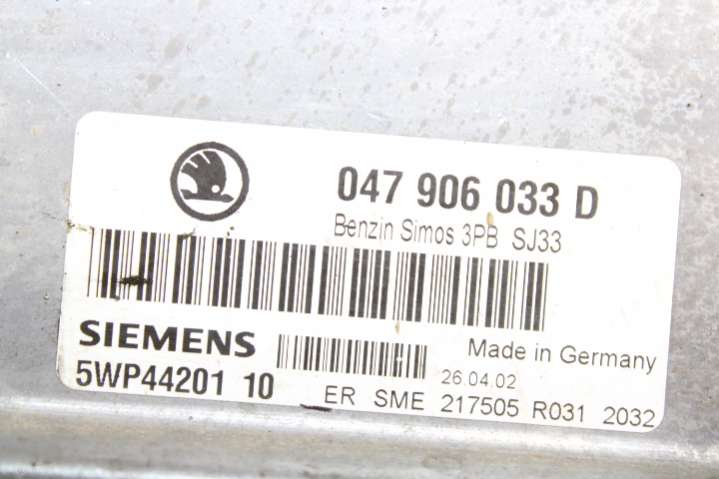 047 906 033 D
Benzin Simos 3PB SJ33
SIEMENS
Made in Germany
5WP44201 10
26.04.02
ER SME 217505 R031 2032